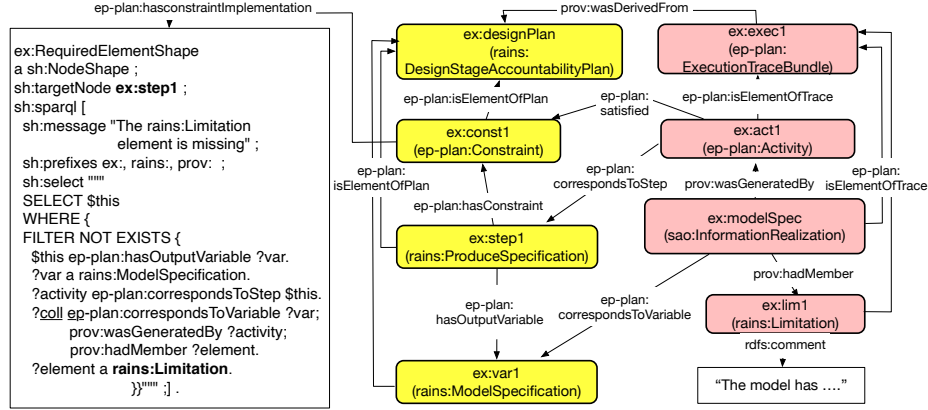 ep-plan:hasconstraintImplementation
ex:RequiredElementShape
a sh:NodeShape ;
sh:targetNode ex:step1 ;
sh:sparql [
sh:message "The rains:Limitation
element is missing" ;
sh:prefixes ex:, rains:, prov: ;
sh:select """
SELECT $this
WHERE {
FILTER NOT EXISTS {
$this ep-plan:hasOutputVariable ?var.
?var a rains:ModelSpecification.
?activity ep-plan:correspondsToStep $this.
?coll ep-plan:correspondsToVariable ?var;
prov:wasGeneratedBy ?activity;
prov:hadMember ?element.
?element a rains:Limitation.
}}""" ;] .
prov:wasDerivedFrom
ex:designPlan
(rains:
DesignStageAccountabilityPlan)
ex:exec1
(ep-plan:
ExecutionTraceBundle)
ep-plan:isElementOfPlan
ep-plan:
satisfied
ep-plan:isElementOfTrace
ex:const1
(ep-plan:Constraint)
ex:act1
(ep-plan:Activity)
ep-plan:
isElementOfPlan
ep-plan:
correspondsToStep
prov:wasGeneratedBy
ep-plan:
isElementOfTrace
ep-plan:hasConstraint
ex:step1
(rains:ProduceSpecification)
ex:modelSpec
(sao:InformationRealization)
prov:hadMember
ep-plan:
hasOutputVariable
ep-plan:
correspondsToVariable
ex:lim1
(rains:Limitation)
rdfs:comment
ex:var1
(rains:ModelSpecification)
“The model has ....”